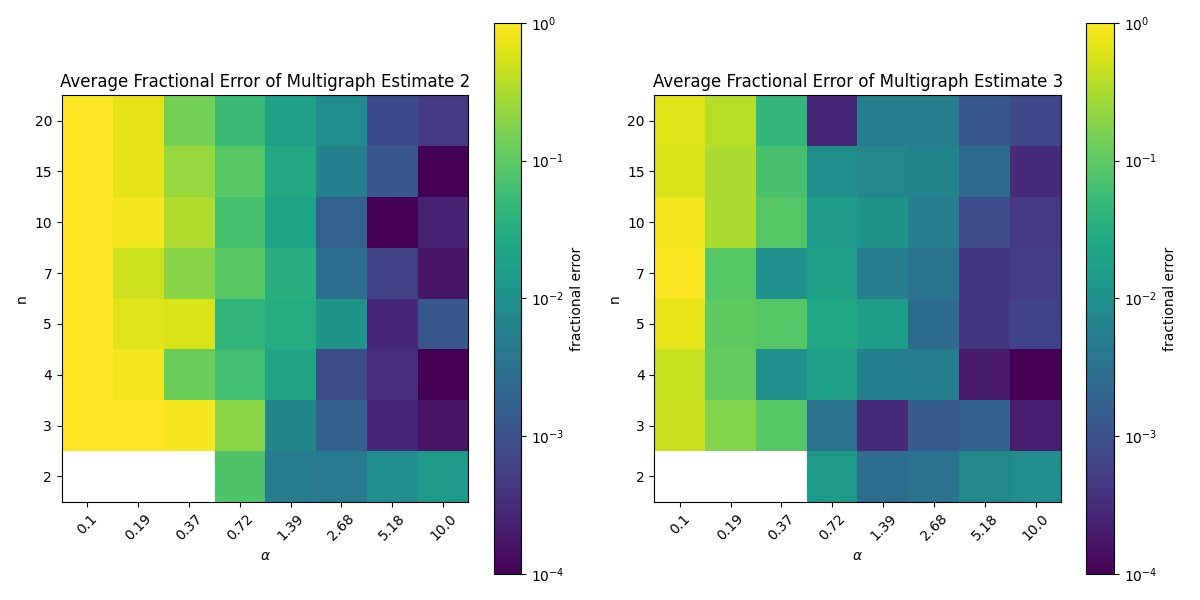 Average Fractional Error of Multigraph Estimate 2
n
20
15
10
7
5
4
3
2
0.1 0.19 0.37 0.72 1.39 2.68 5.18 10.0
α
10⁰
10⁻¹
10⁻²
10⁻³
10⁻⁴
fractional error
Average Fractional Error of Multigraph Estimate 3
n
20
15
10
7
5
4
3
2
0.1 0.19 0.37 0.72 1.39 2.68 5.18 10.0
α
10⁰
10⁻¹
10⁻²
10⁻³
10⁻⁴
fractional error